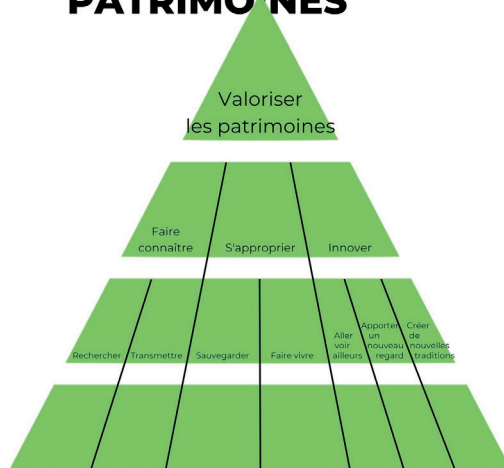 PATRIMOINES
Valoriser
les patrimoines
Faire
connaître
S'approprier
Innover
Rechercher
Transmettre
Sauvegarder
Faire vivre
Aller
voir
ailleurs
Apporter
un
nouveau
regard
Créer
de
nouvelles
traditions